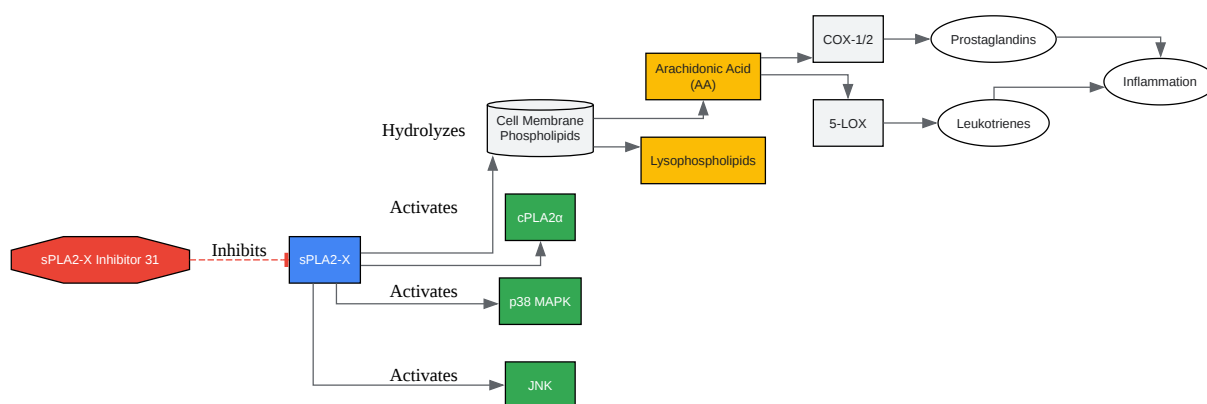 COX-1/2
Prostaglandins
Arachidonic Acid
(AA)
Inflammation
Hydrolyzes
Cell Membrane
Phospholipids
5-LOX
Leukotrienes
Lysophospholipids
Activates
cPLA2α
sPLA2-X Inhibitor 31
Inhibits
sPLA2-X
Activates
p38 MAPK
Activates
JNK